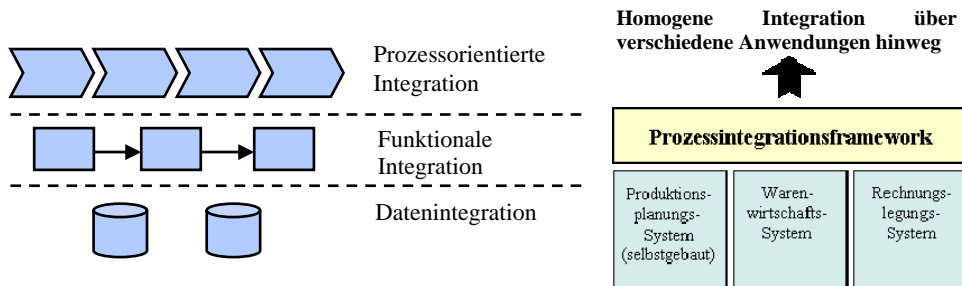 Prozessorientierte
Integration
Funktionale
Integration
Datenintegration
Homogene Integration über
verschiedene Anwendungen hinweg
Prozessintegrationsframework
Produktions-
planungs-
System
(selbstgebaut)
Waren-
wirtschafts-
System
Rechnungs-
legungs-
System